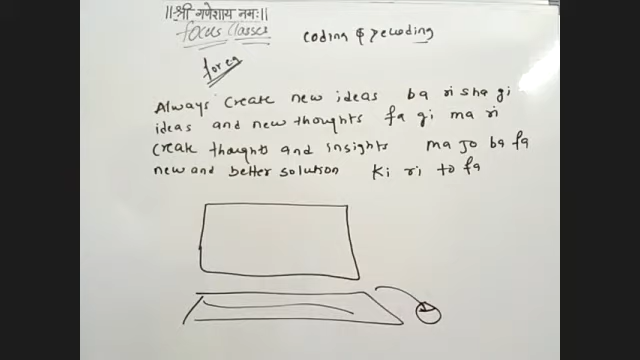 ||श्री गणेशाय नमः||
focus classes
coding & Decoding
for eg
Always create new ideas ba ri sha gi
ideas and new thoughts fa gi ma ri
create thoughts and insights ma jo ba fa
new and better solution ki ri to fa